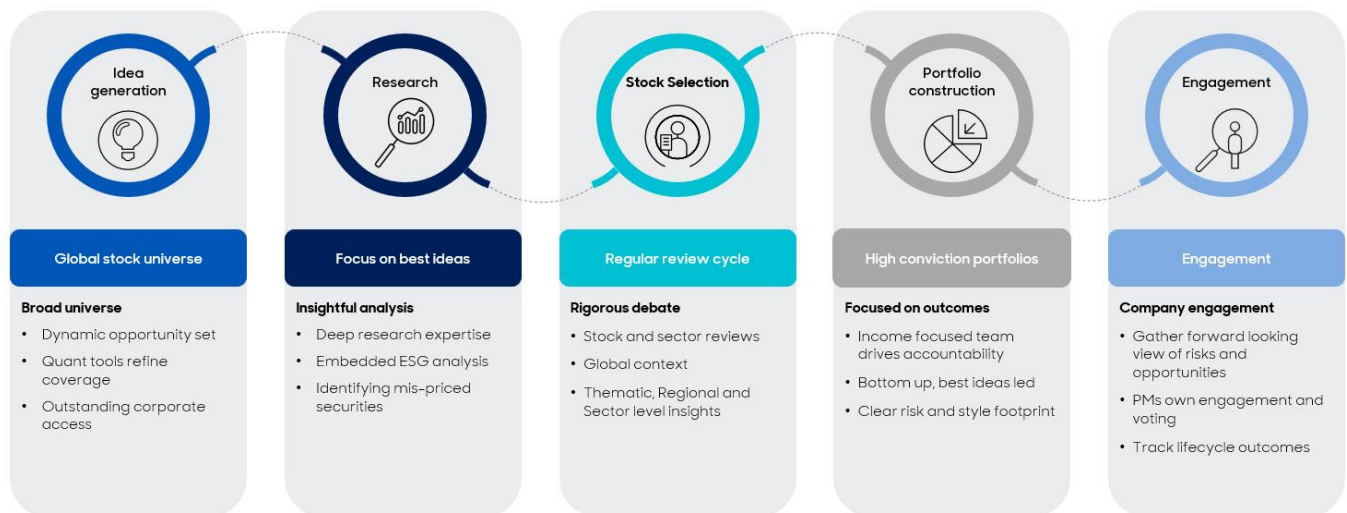 Idea
generation
Global stock universe
Broad universe
• Dynamic opportunity set
• Quant tools refine
coverage
• Outstanding corporate
access
Research
Focus on best ideas
Insightful analysis
• Deep research expertise
• Embedded ESG analysis
• Identifying mis-priced
securities
Stock Selection
Regular review cycle
Rigorous debate
• Stock and sector reviews
• Global context
• Thematic, Regional and
Sector level insights
Portfolio
construction
High conviction portfolios
Focused on outcomes
• Income focused team
drives accountability
• Bottom up, best ideas led
• Clear risk and style footprint
Engagement
Engagement
Company engagement
• Gather forward looking
view of risks and
opportunities
• PMs own engagement and
voting
• Track lifecycle outcomes